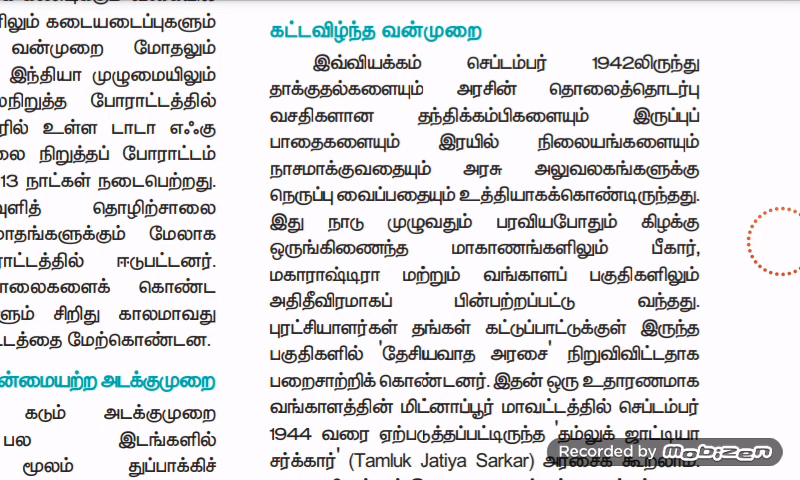 ரிலும் கடையடைப்புகளும்
வன்முறை மோதலும்
இந்தியா முழுமையிலும்
போராட்டத்தில்
ரில் உள்ள டாடா எஃகு
லை நிறுத்தப் போராட்டம்
13 நாட்கள் நடைபெற்றது.
தொழிற்சாலை
மாதங்களுக்கும் மேலாக
ராட்டத்தில் ஈடுபட்டனர்.
ாலைகளைக் கொண்ட
ளும் சிறிது காலமாவது
டத்தை மேற்கொண்டன.
ன்மையற்ற அடக்குமுறை
கடும் அடக்குமுறை
பல இடங்களில்
மூலம் துப்பாக்கிச்
கட்டவிழ்ந்த வன்முறை
இவ்வியக்கம் செப்டம்பர் 1942லிருந்து
தாக்குதல்களையும் அரசின் தொலைத்தொடர்பு
வசதிகளான தந்திக்கம்பிகளையும் இருப்புப்
பாதைகளையும் இரயில் நிலையங்களையும்
நாசமாக்குவதையும் அரசு அலுவலகங்களுக்கு
நெருப்பு வைப்பதையும் உத்தியாகக்கொண்டிருந்தது.
இது நாடு முழுவதும் பரவியபோதும் கிழக்கு
ஒருங்கிணைந்த மாகாணங்களிலும் பீகார்,
மகாராஷ்டிரா மற்றும் வங்காளப் பகுதிகளிலும்
அதிதீவிரமாகப் பின்பற்றப்பட்டு வந்தது.
புரட்சியாளர்கள் தங்கள் கட்டுப்பாட்டுக்குள் இருந்த
பகுதிகளில் 'தேசியவாத அரசை' நிறுவிவிட்டதாக
பறைசாற்றிக் கொண்டனர். இதன் ஒரு உதாரணமாக
வங்காளத்தின் மிட்னாப்பூர் மாவட்டத்தில் செப்டம்பர்
1944 வரை ஏற்படுத்தப்பட்டிருந்த 'தம்லுக் ஜாட்டியா
சர்க்கார்' (Tamluk Jatiya Sarkar) அரசைக் கூறலாம்.
Recorded by Mobizen